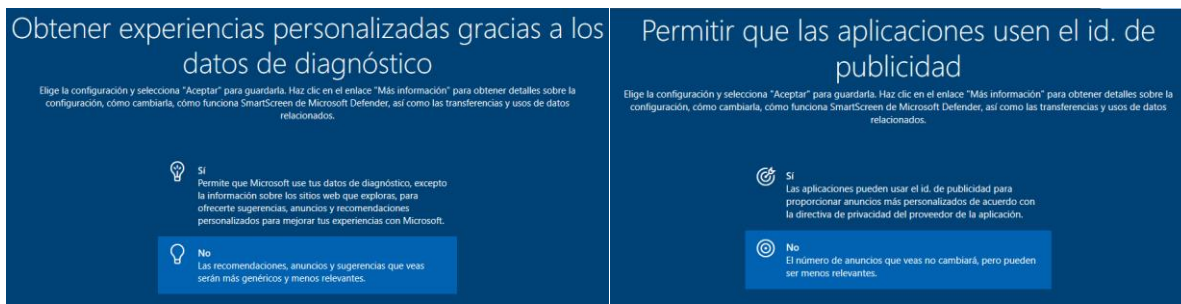 Obtener experiencias personalizadas gracias a los
datos de diagnóstico
Elige la configuración y selecciona "Aceptar" para guardarla. Haz clic en el enlace "Más información" para obtener detalles sobre la
configuración, cómo cambiarla, cómo funciona SmartScreen de Microsoft Defender, así como las transferencias y usos de datos
relacionados.
Sí
Permite que Microsoft use tus datos de diagnóstico, excepto
la información sobre los sitios web que exploras, para
ofrecerte sugerencias, anuncios y recomendaciones
personalizados para mejorar tus experiencias con Microsoft.
No
Las recomendaciones, anuncios y sugerencias que veas
serán más genéricos y menos relevantes.
Permitir que las aplicaciones usen el id. de
publicidad
Elige la configuración y selecciona "Aceptar" para guardarla. Haz clic en el enlace "Más información" para obtener detalles sobre la
configuración, cómo cambiarla, cómo funciona SmartScreen de Microsoft Defender, así como las transferencias y usos de datos
relacionados.
Sí
Las aplicaciones pueden usar el id. de publicidad para
proporcionar anuncios más personalizados de acuerdo con
la directiva de privacidad del proveedor de la aplicación.
No
El número de anuncios que veas no cambiará, pero pueden
ser menos relevantes.